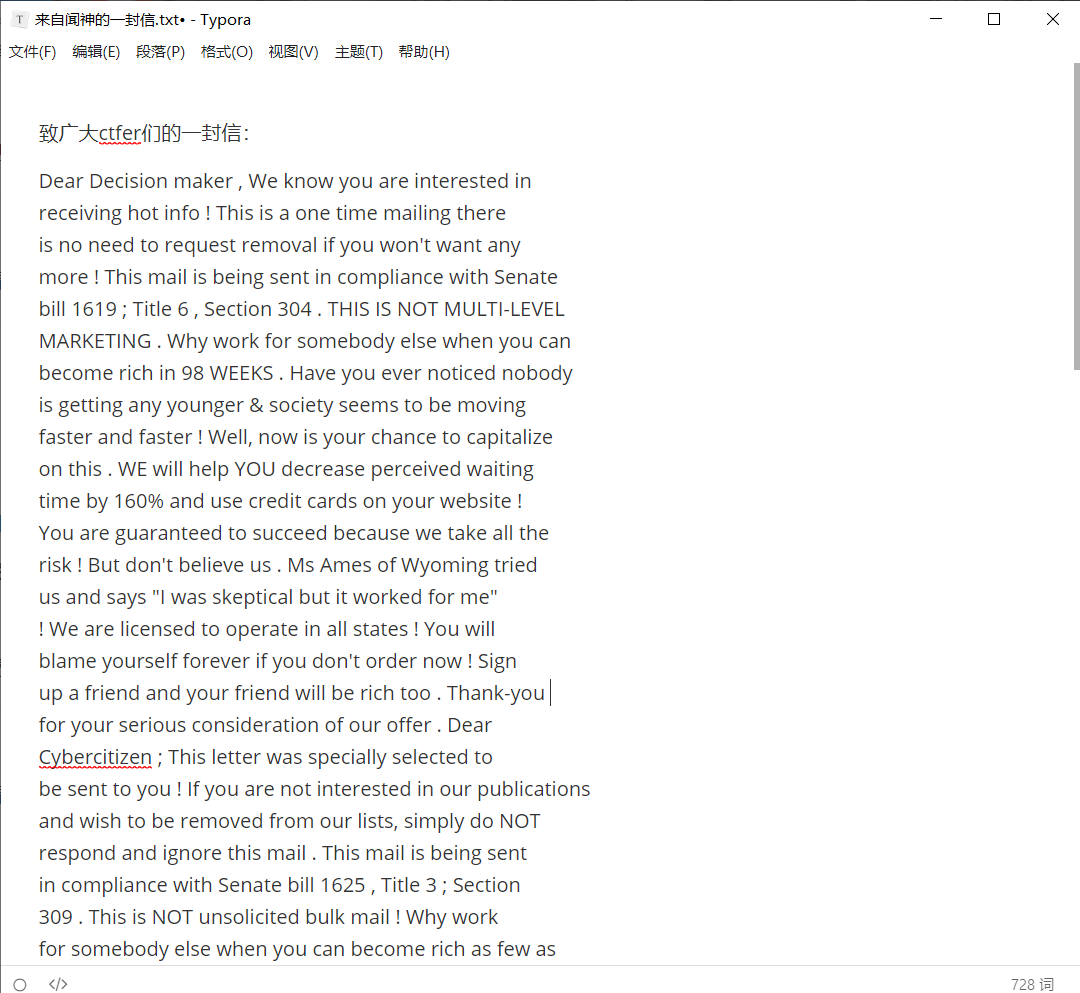 T 来自闻神的一封信.txt• - Typora
文件(F) 编辑(E) 段落(P) 格式(O) 视图(V) 主题(T) 帮助(H)
致广大ctfer们的一封信：
Dear Decision maker , We know you are interested in
receiving hot info ! This is a one time mailing there
is no need to request removal if you won't want any
more ! This mail is being sent in compliance with Senate
bill 1619 ; Title 6 , Section 304 . THIS IS NOT MULTI-LEVEL
MARKETING . Why work for somebody else when you can
become rich in 98 WEEKS . Have you ever noticed nobody
is getting any younger & society seems to be moving
faster and faster ! Well, now is your chance to capitalize
on this . WE will help YOU decrease perceived waiting
time by 160% and use credit cards on your website !
You are guaranteed to succeed because we take all the
risk ! But don't believe us . Ms Ames of Wyoming tried
us and says "I was skeptical but it worked for me"
! We are licensed to operate in all states ! You will
blame yourself forever if you don't order now ! Sign
up a friend and your friend will be rich too . Thank-you
for your serious consideration of our offer . Dear
Cybercitizen ; This letter was specially selected to
be sent to you ! If you are not interested in our publications
and wish to be removed from our lists, simply do NOT
respond and ignore this mail . This mail is being sent
in compliance with Senate bill 1625 , Title 3 ; Section
309 . This is NOT unsolicited bulk mail ! Why work
for somebody else when you can become rich as few as
</> 728 词